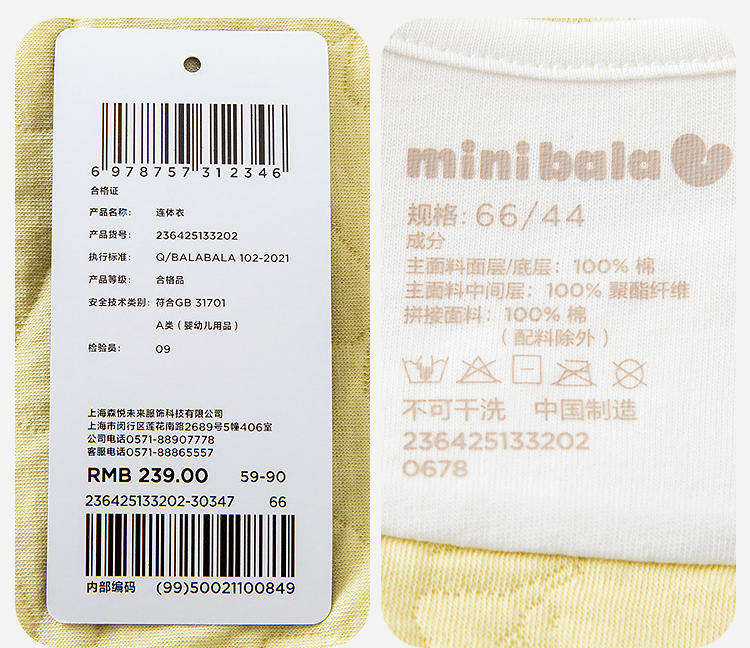 6 978757 312346
合格证
产品名称: 连体衣
产品货号: 236425133202
执行标准: Q/BALABALA 102-2021
产品等级: 合格品
安全技术类别: 符合GB 31701
A类（婴幼儿用品）
检验员: 09
上海森悦未来服饰科技有限公司
上海市闵行区莲花南路2689号5幢406室
公司电话0571-88907778
客服电话0571-88865557
RMB 239.00 59-90
236425133202-30347 66
内部编码 (99)50021100849
mini bala
规格: 66/44
成分
主面料面层/底层: 100% 棉
主面料中间层: 100% 聚酯纤维
拼接面料: 100% 棉
（配料除外）
不可干洗 中国制造
236425133202
0678